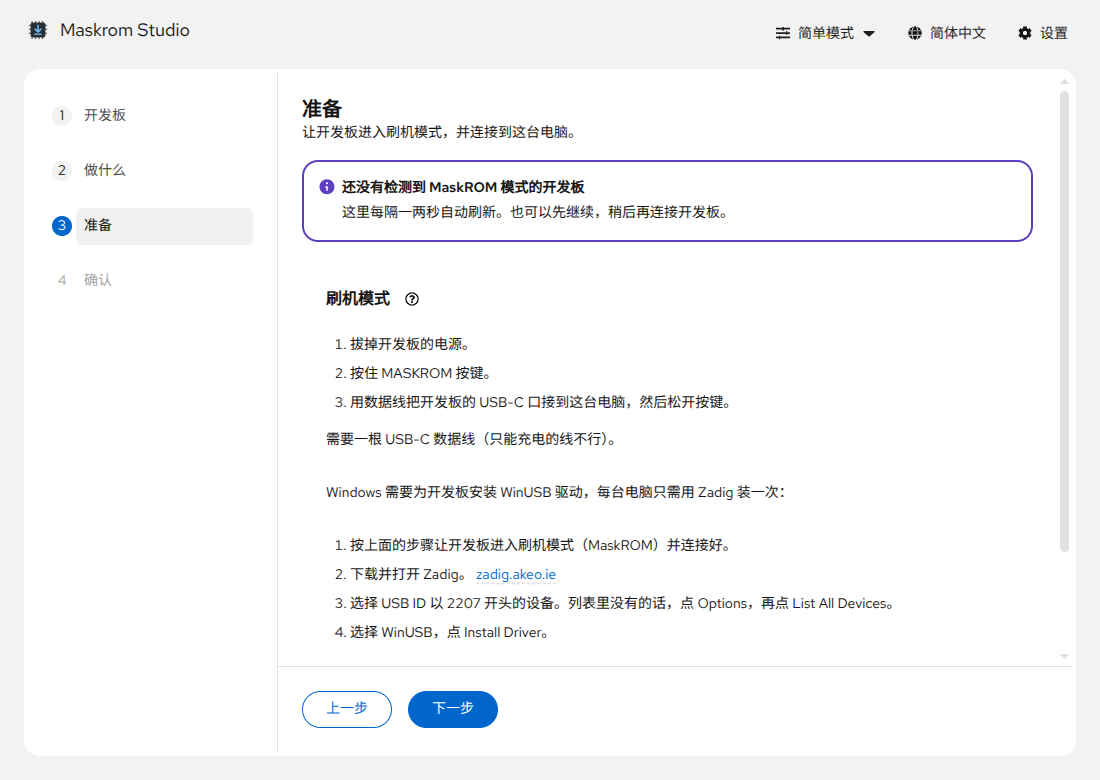 Maskrom Studio
简单模式
简体中文
设置
1 开发板
2 做什么
3 准备
4 确认
准备
让开发板进入刷机模式，并连接到这台电脑。
还没有检测到 MaskROM 模式的开发板
这里每隔一两秒自动刷新。也可以先继续，稍后再连接开发板。
刷机模式
1. 拔掉开发板的电源。
2. 按住 MASKROM 按键。
3. 用数据线把开发板的 USB-C 口接到这台电脑，然后松开按键。
需要一根 USB-C 数据线（只能充电的线不行）。
Windows 需要为开发板安装 WinUSB 驱动，每台电脑只需用 Zadig 装一次：
1. 按上面的步骤让开发板进入刷机模式（MaskROM）并连接好。
2. 下载并打开 Zadig。 zadig.akeo.ie
3. 选择 USB ID 以 2207 开头的设备。列表里没有的话，点 Options，再点 List All Devices。
4. 选择 WinUSB，点 Install Driver。
上一步
下一步